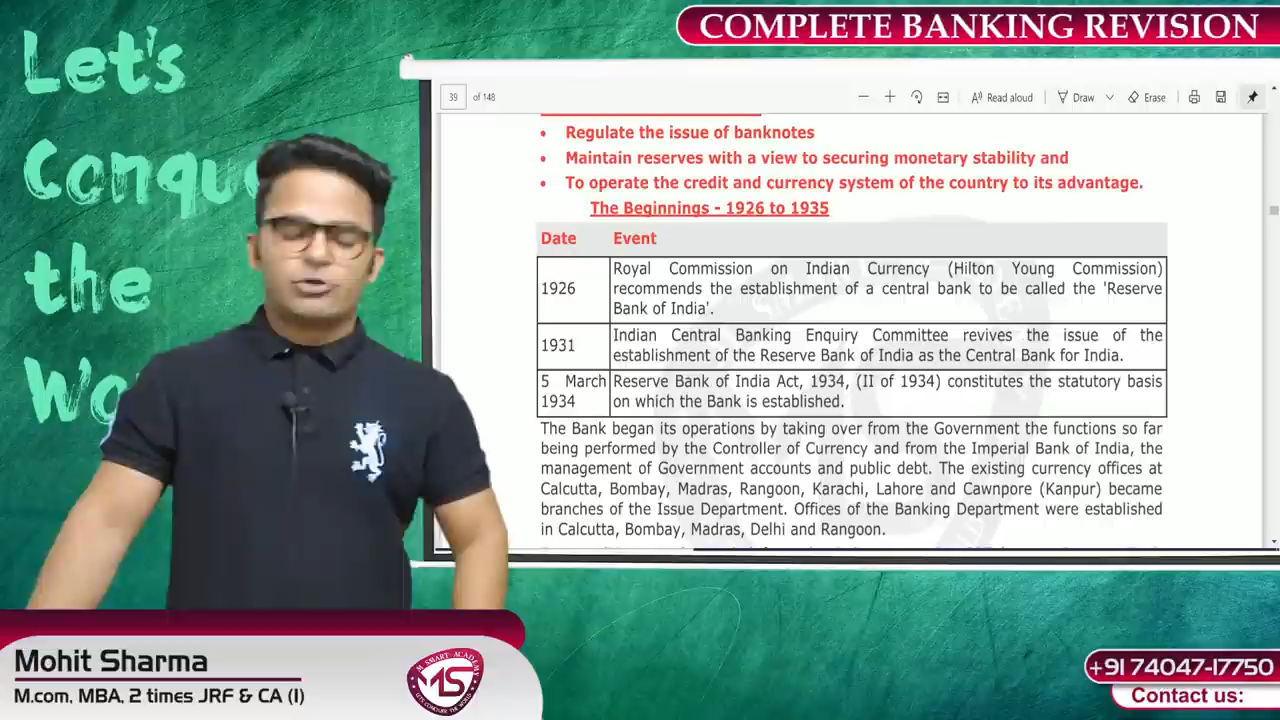 COMPLETE BANKING REVISION
Let's
Conqu
the
Wo
39 of 148
Read aloud
Draw
Erase
• Regulate the issue of banknotes
• Maintain reserves with a view to securing monetary stability and
• To operate the credit and currency system of the country to its advantage.
The Beginnings - 1926 to 1935
Date Event
1926
Royal Commission on Indian Currency (Hilton Young Commission)
recommends the establishment of a central bank to be called the 'Reserve
Bank of India'.
1931
Indian Central Banking Enquiry Committee revives the issue of the
establishment of the Reserve Bank of India as the Central Bank for India.
5 March
1934
Reserve Bank of India Act, 1934, (II of 1934) constitutes the statutory basis
on which the Bank is established.
The Bank began its operations by taking over from the Government the functions so far
being performed by the Controller of Currency and from the Imperial Bank of India, the
management of Government accounts and public debt. The existing currency offices at
Calcutta, Bombay, Madras, Rangoon, Karachi, Lahore and Cawnpore (Kanpur) became
branches of the Issue Department. Offices of the Banking Department were established
in Calcutta, Bombay, Madras, Delhi and Rangoon.
Mohit Sharma
M.com, MBA, 2 times JRF & CA (I)
M SMART ACADEMY
MS
LET'S CONQUER THE WORLD
+91 74047-17750
Contact us: